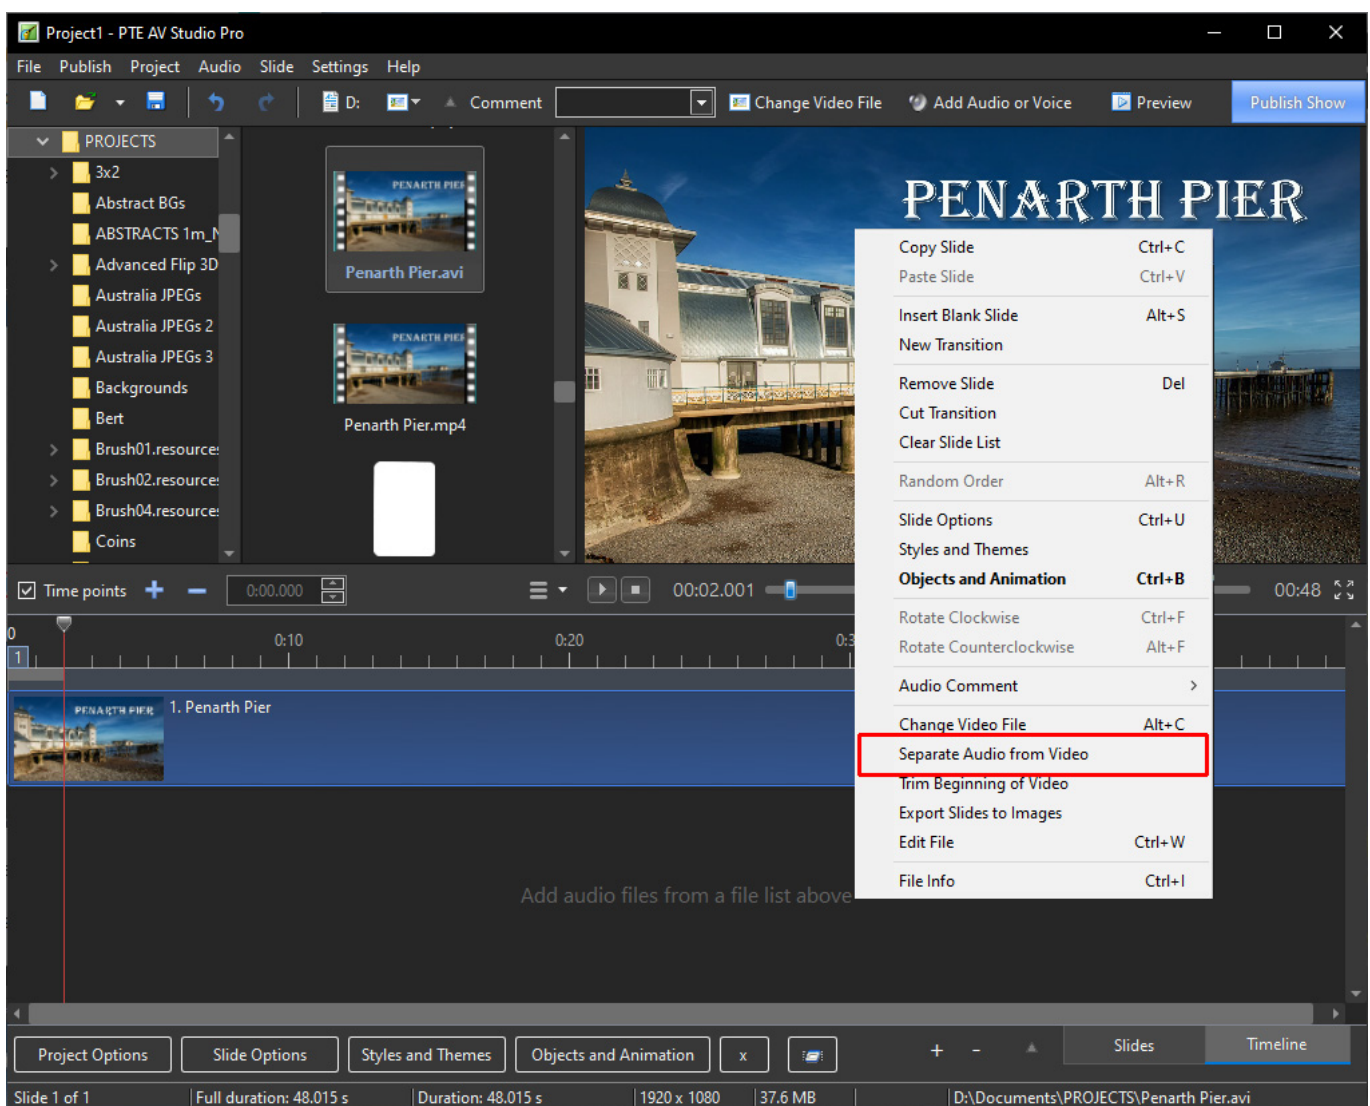 Project1 - PTE AV Studio Pro
File Publish Project Audio Slide Settings Help
D: Comment Change Video File Add Audio or Voice Preview Publish Show
PROJECTS
3x2
Abstract BGs
ABSTRACTS 1m_N
Advanced Flip 3D
Australia JPEGs
Australia JPEGs 2
Australia JPEGs 3
Backgrounds
Bert
Brush01.resource
Brush02.resource
Brush04.resource
Coins
PENARTH PIER
Penarth Pier.avi
PENARTH PIER
Penarth Pier.mp4
PENARTH PIER
Copy Slide Ctrl+C
Paste Slide Ctrl+V
Insert Blank Slide Alt+S
New Transition
Remove Slide Del
Cut Transition
Clear Slide List
Random Order Alt+R
Slide Options Ctrl+U
Styles and Themes
Objects and Animation Ctrl+B
Rotate Clockwise Ctrl+F
Rotate Counterclockwise Alt+F
Audio Comment
Change Video File Alt+C
Separate Audio from Video
Trim Beginning of Video
Export Slides to Images
Edit File Ctrl+W
File Info Ctrl+I
Time points 0:00.000 00:02.001 00:48
0 0:10 0:20 0:3
1
PENARTH PIER 1. Penarth Pier
Add audio files from a file list above
Project Options Slide Options Styles and Themes Objects and Animation x + - Slides Timeline
Slide 1 of 1 Full duration: 48.015 s Duration: 48.015 s 1920 x 1080 37.6 MB D:\Documents\PROJECTS\Penarth Pier.avi